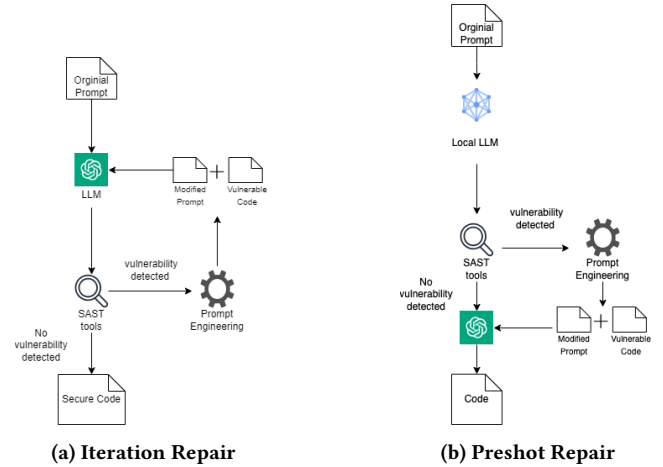 Orginial
Prompt
LLM
Modified
Prompt
+
Vulnerable
Code
vulnerability
detected
SAST
tools
Prompt
Engineering
No
vulnerability
detected
Secure Code
(a) Iteration Repair
Orginial
Prompt
Local LLM
vulnerability
detected
SAST
tools
Prompt
Engineering
No
vulnerability
detected
Modified
Prompt
+
Vulnerable
Code
Code
(b) Preshot Repair